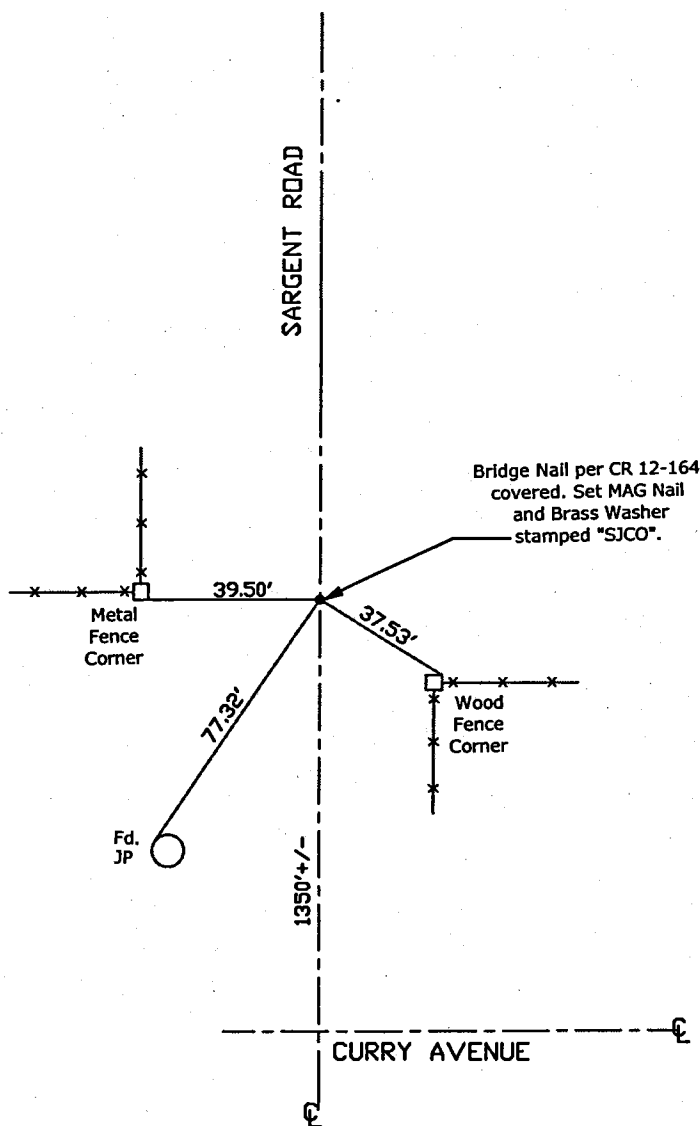 SARGENT ROAD
Bridge Nail per CR 12-164
covered. Set MAG Nail
and Brass Washer
stamped "SJCO".
39.50'
Metal
Fence
Corner
37.53'
Wood
Fence
Corner
77.32'
Fd.
JP
1350'+/-
CURRY AVENUE
℄
℄